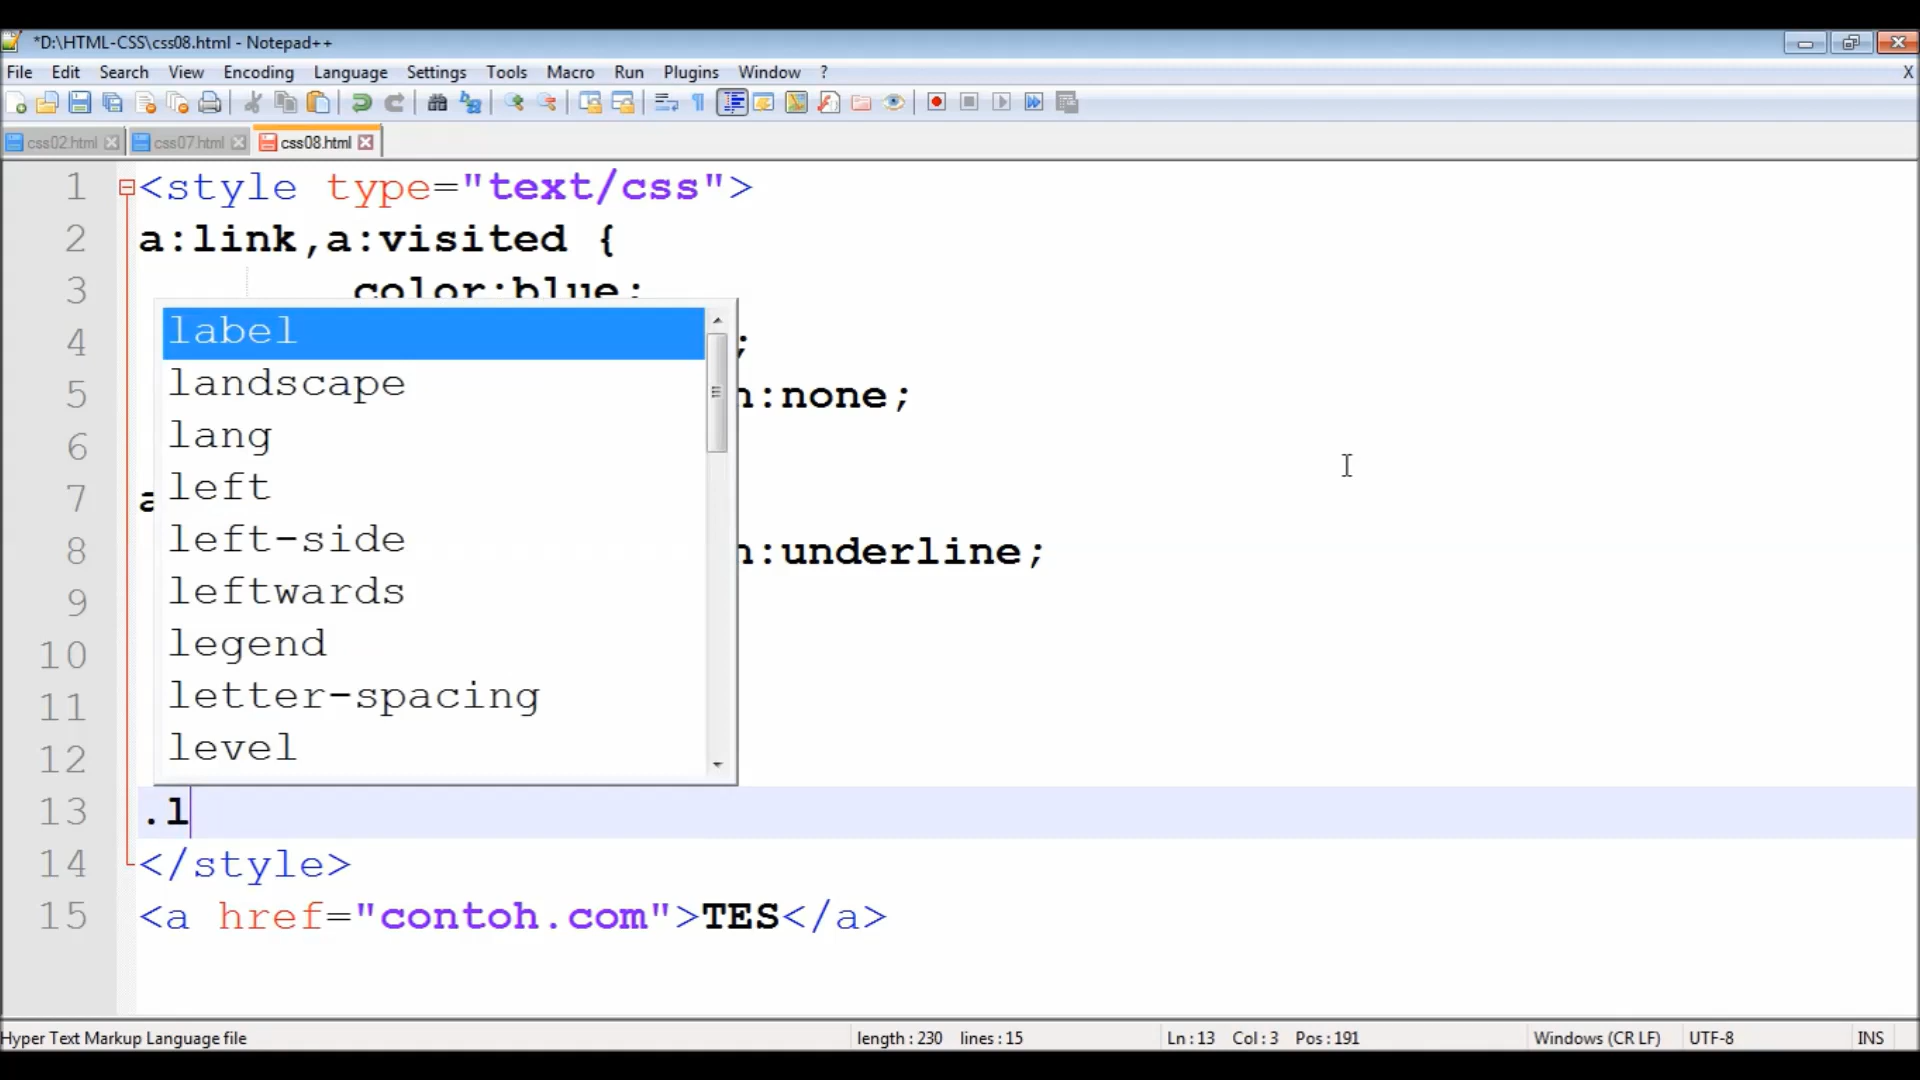 *D:\HTML-CSS\css08.html - Notepad++
File Edit Search View Encoding Language Settings Tools Macro Run Plugins Window ? X
css02.html css07.html css08.html
1 <style type="text/css">
2 a:link,a:visited {
3 color:blue;
4 ;
5 n:none;
6
7 a
8 n:underline;
9
10
11
12
label
landscape
lang
left
left-side
leftwards
legend
letter-spacing
level
13 .l
14 </style>
15 <a href="contoh.com">TES</a>
Hyper Text Markup Language file length : 230 lines : 15 Ln : 13 Col : 3 Pos : 191 Windows (CR LF) UTF-8 INS